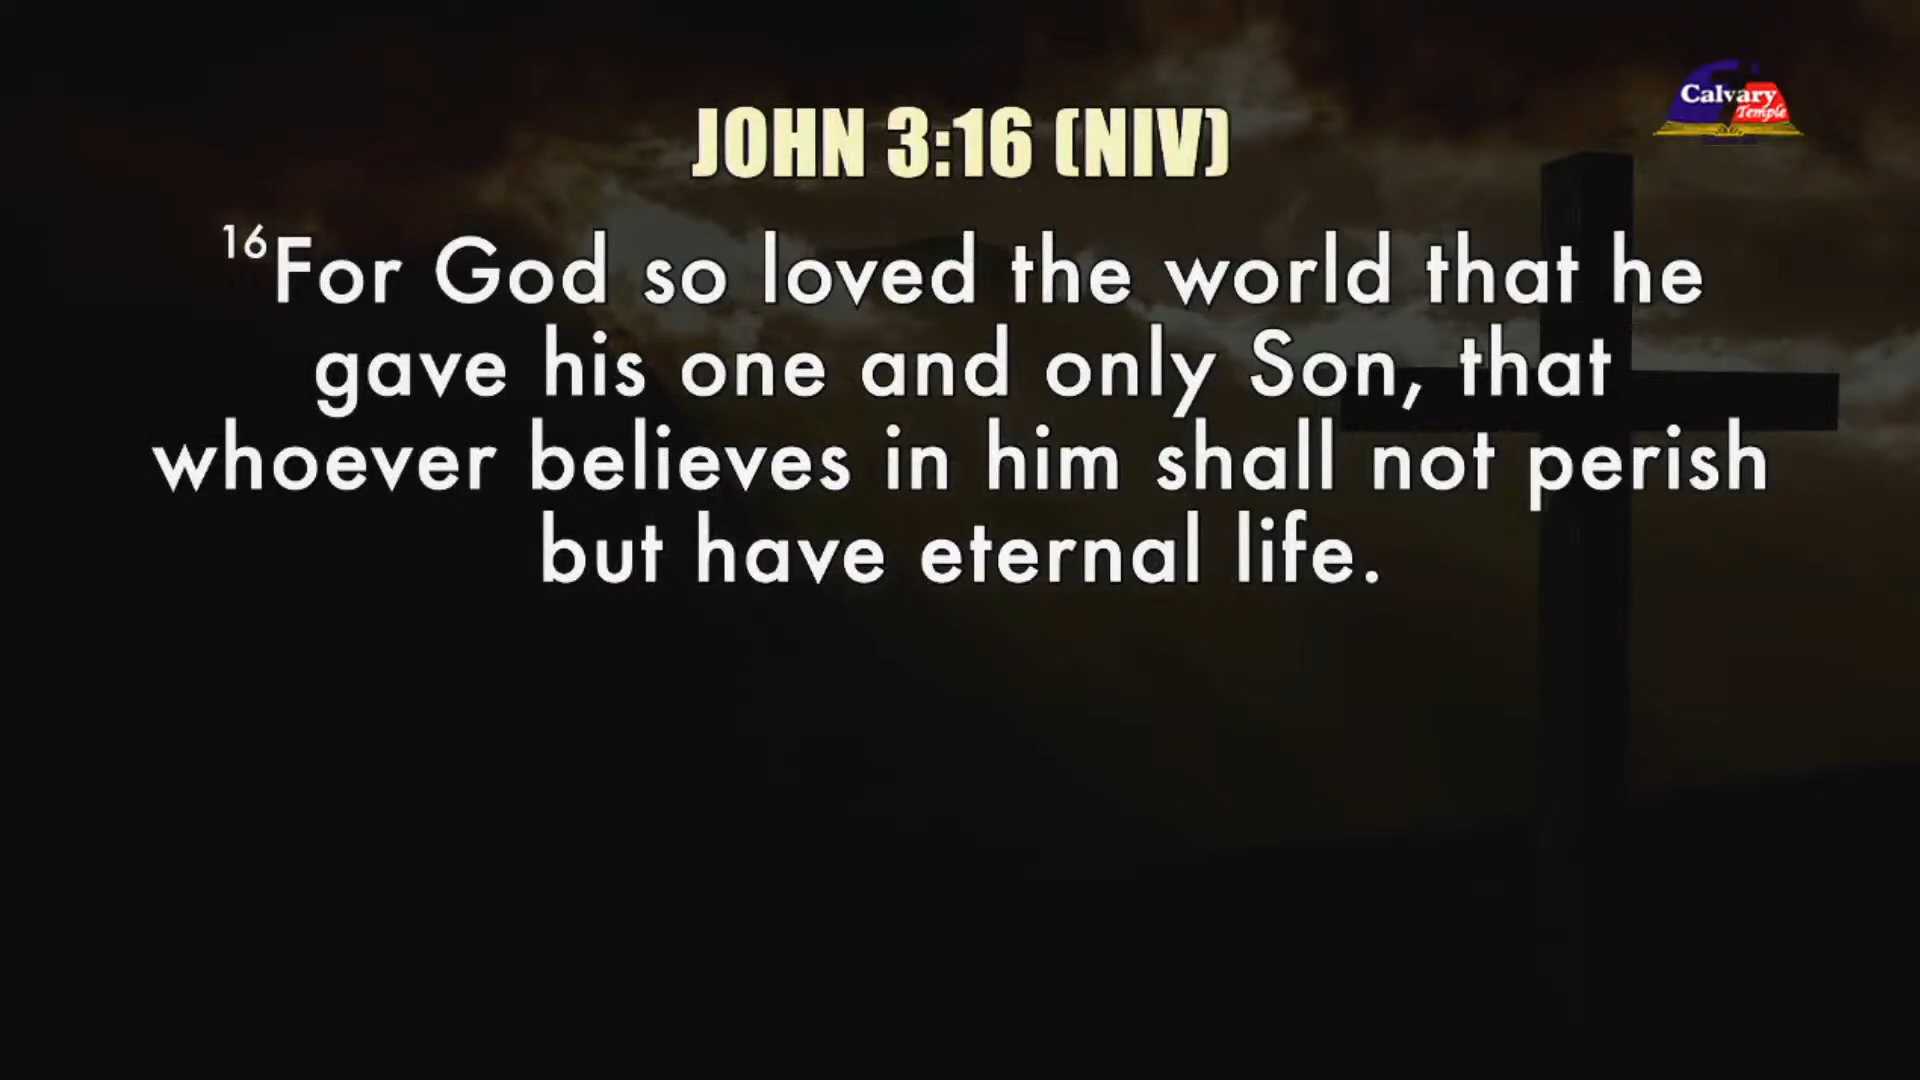 Calvary
Temple
JOHN 3:16 (NIV)
16For God so loved the world that he
gave his one and only Son, that
whoever believes in him shall not perish
but have eternal life.